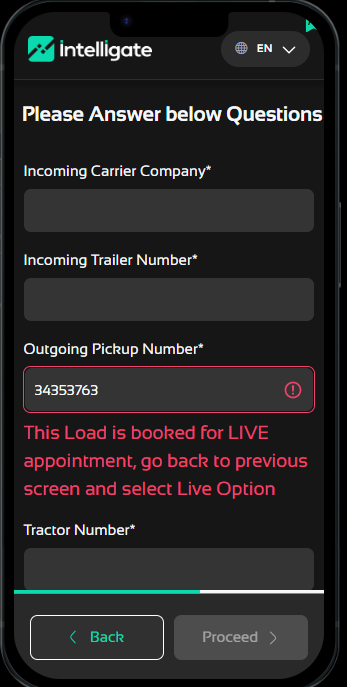 intelligate
EN
Please Answer below Questions
Incoming Carrier Company*
Incoming Trailer Number*
Outgoing Pickup Number*
34353763
This Load is booked for LIVE
appointment, go back to previous
screen and select Live Option
Tractor Number*
Back
Proceed